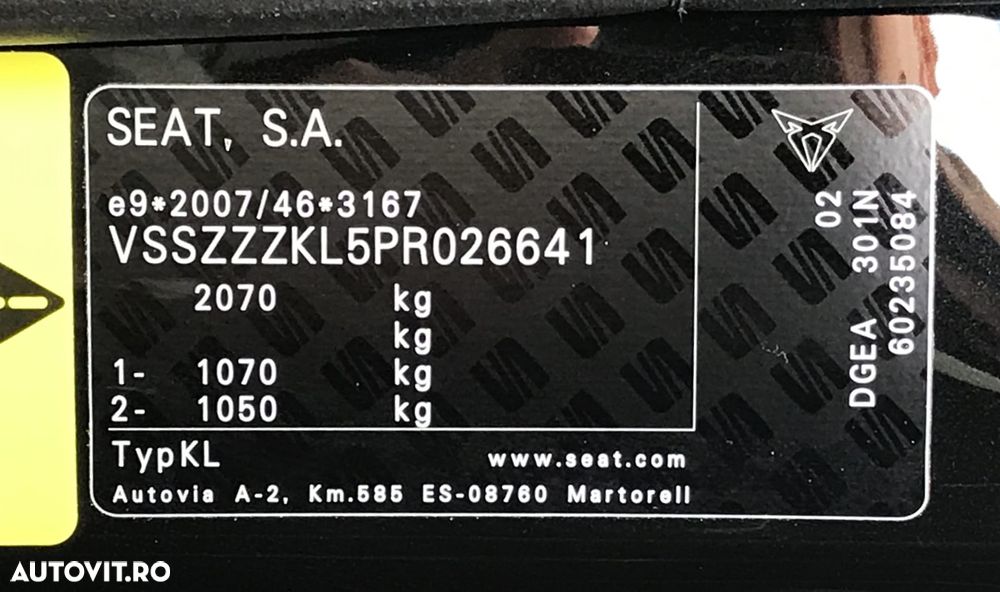 SEAT, S.A.
e9*2007/46*3167
VSSZZZKL5PR026641
2070 kg
kg
1- 1070 kg
2- 1050 kg
TypKL www.seat.com
Autovia A-2, Km.585 ES-08760 Martorell
02
DGEA 301N
60235084
AUTOVIT.RO